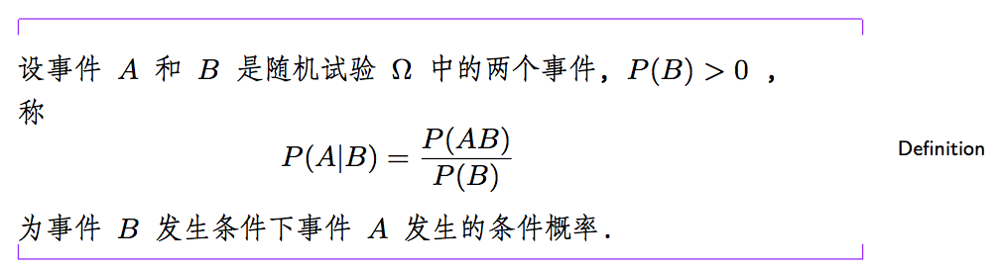 设事件 A 和 B 是随机试验 Ω 中的两个事件，P(B) > 0 ，
称
P(A|B) = P(AB) / P(B)
Definition
为事件 B 发生条件下事件 A 发生的条件概率．